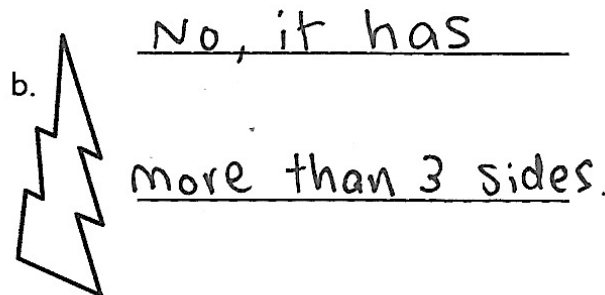 No, it has
b.
more than 3 sides.